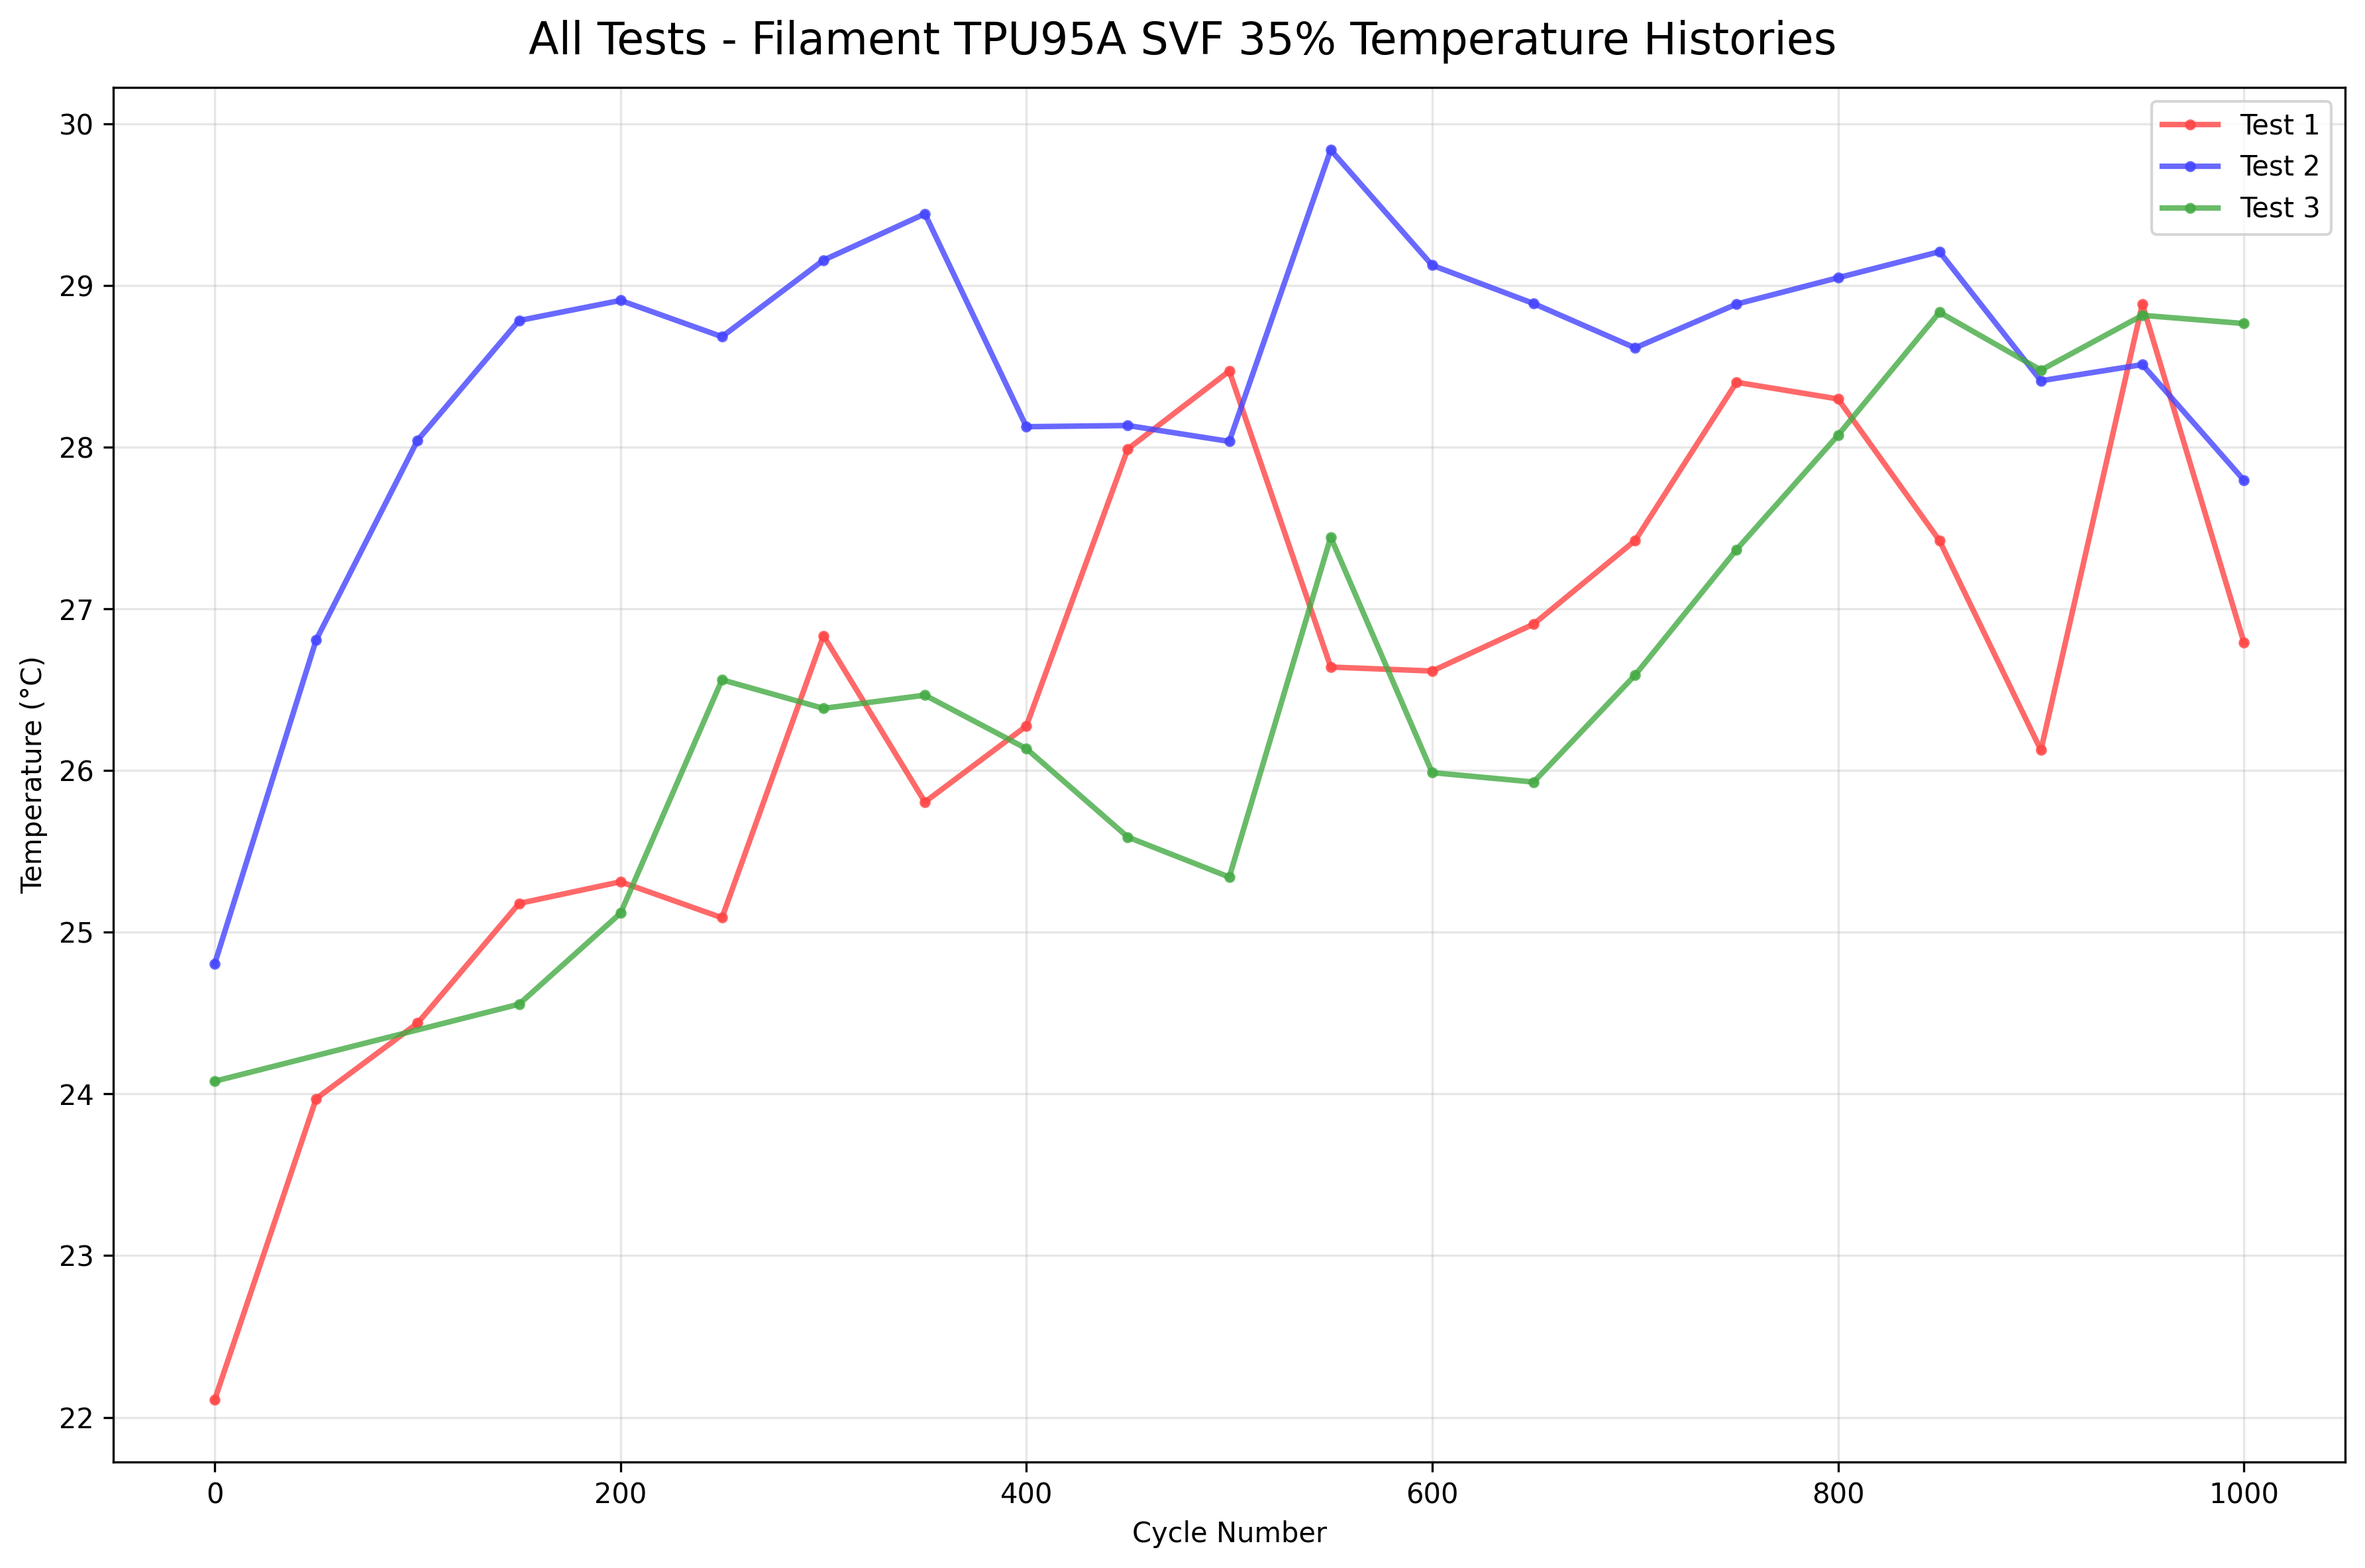 All Tests - Filament TPU95A SVF 35% Temperature Histories
30
29
28
27
26
25
24
23
22
Temperature (°C)
Test 1
Test 2
Test 3
0 200 400 600 800 1000
Cycle Number